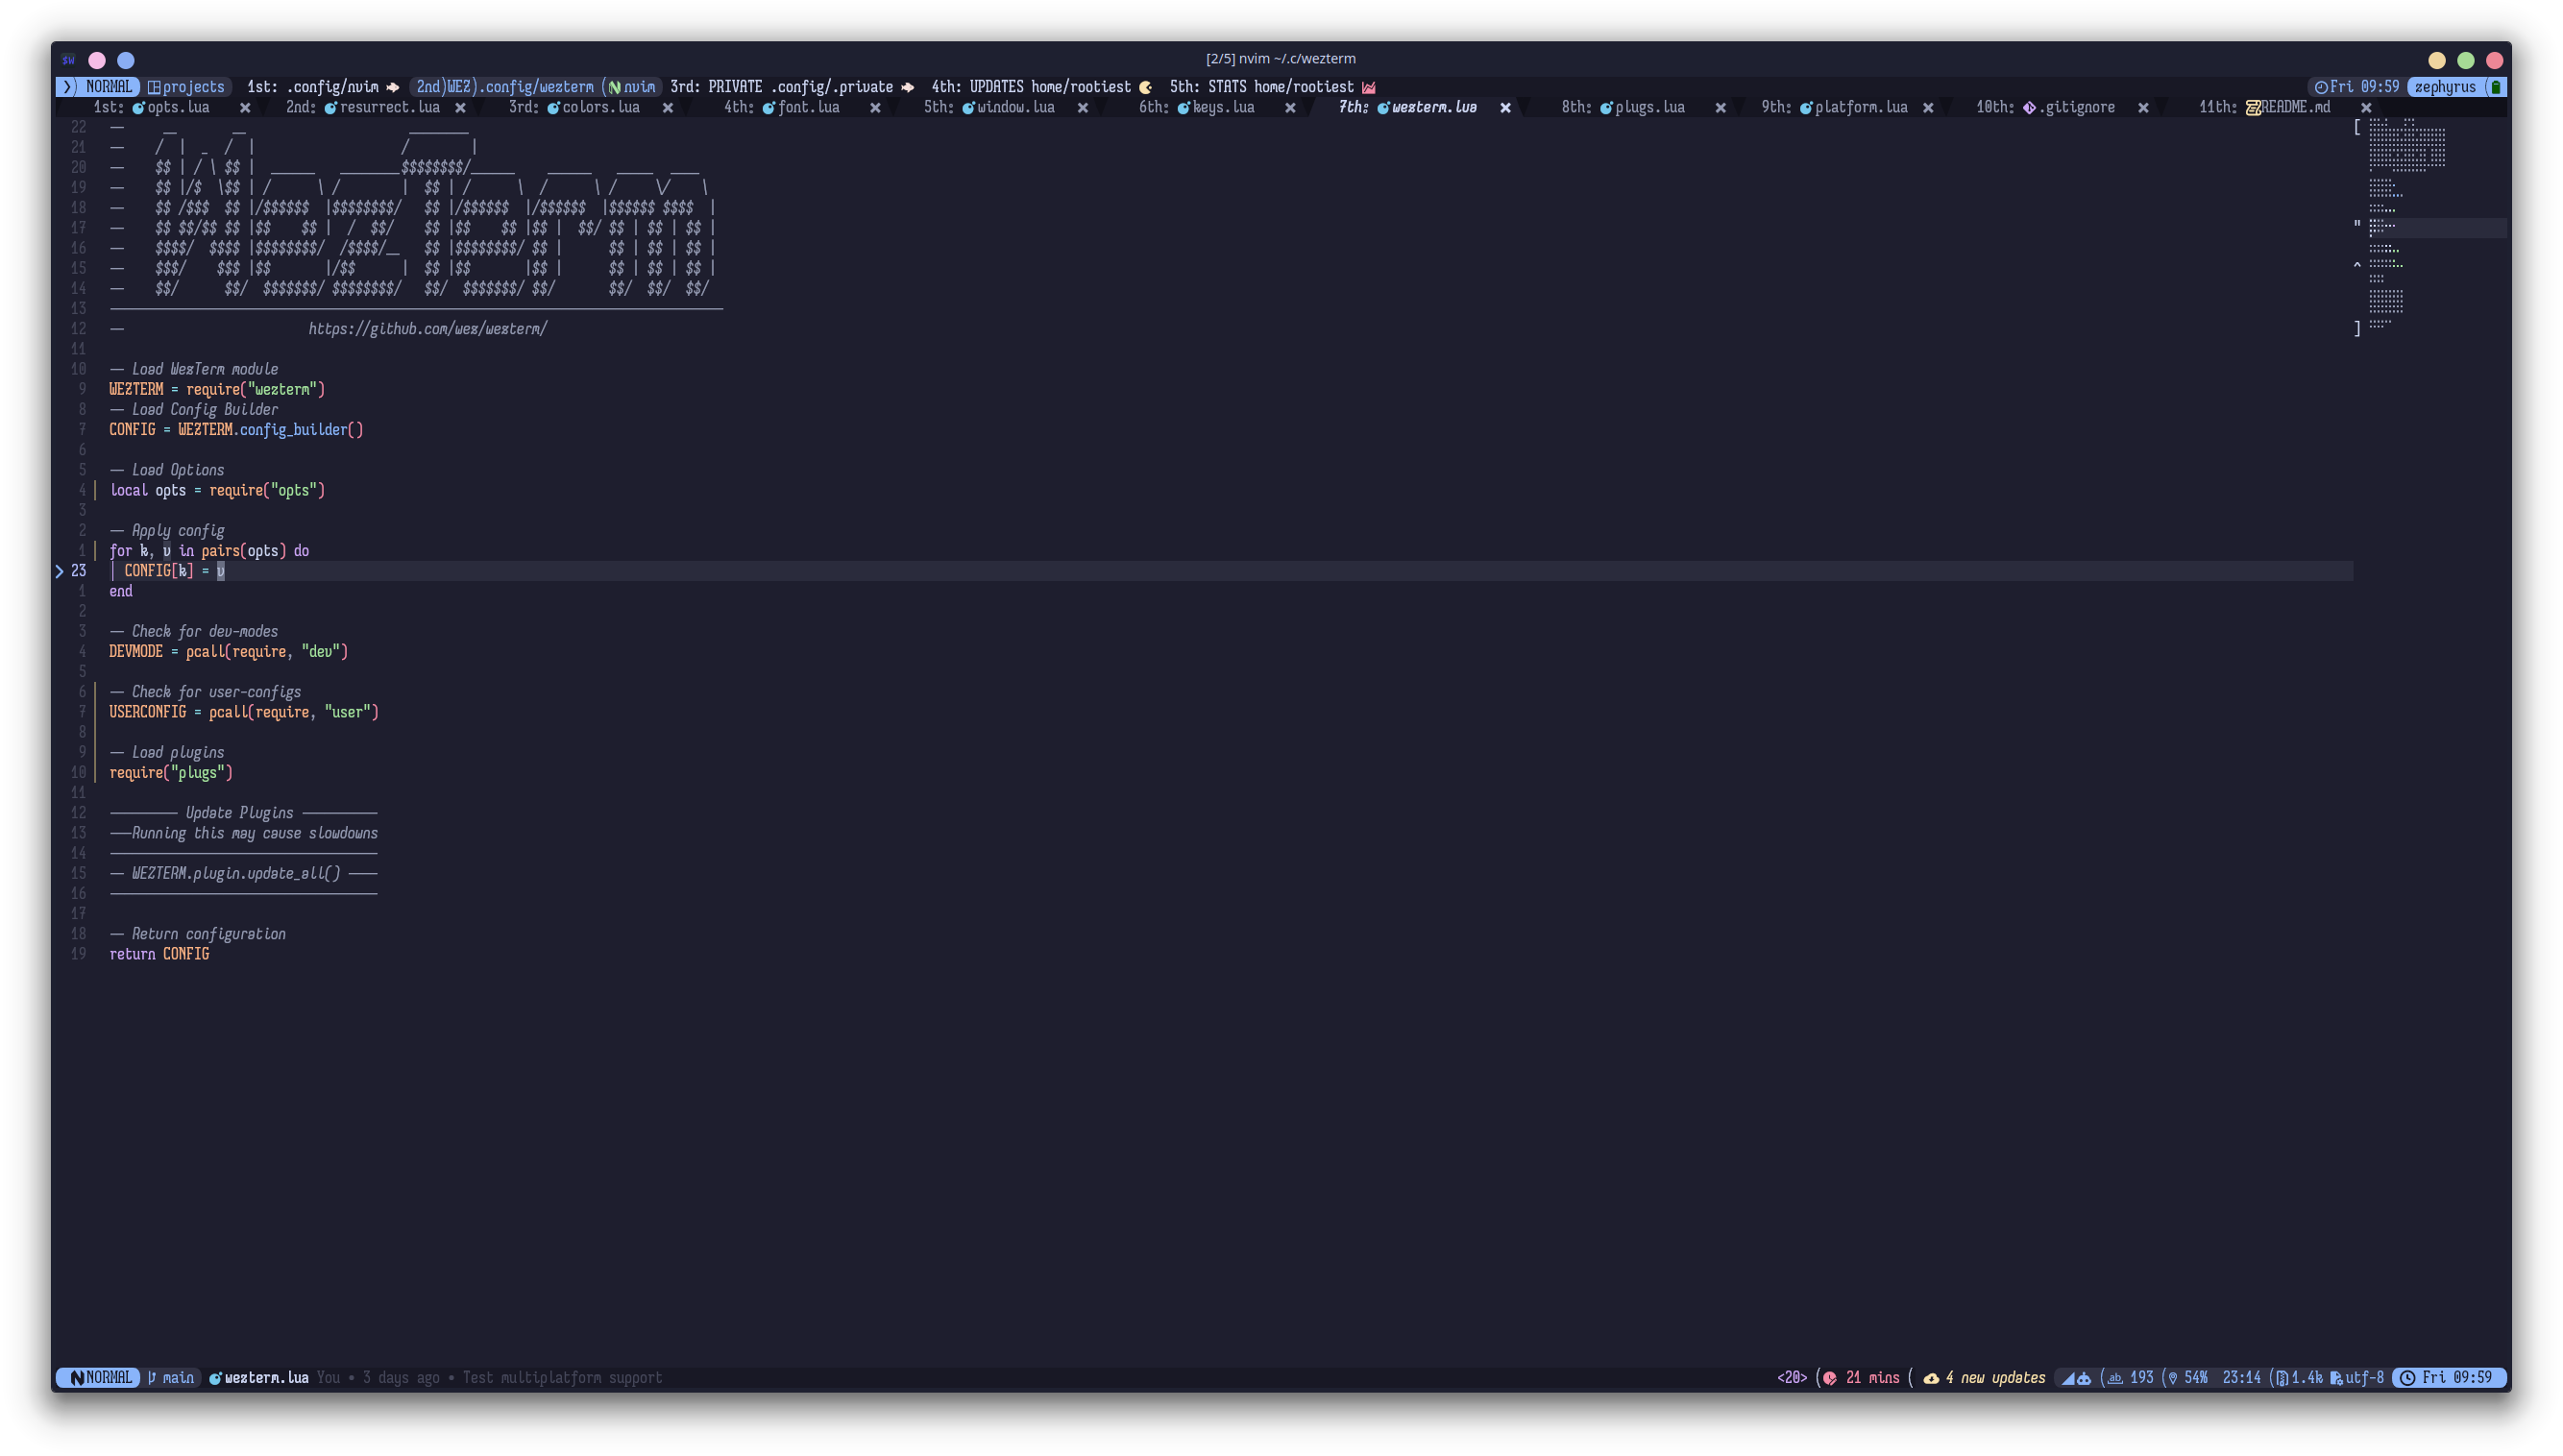 [2/5] nvim ~/.c/wezterm
NORMAL projects 1st: .config/nvim 2nd)WEZ).config/wezterm (nvim 3rd: PRIVATE .config/.private 4th: UPDATES home/rootiest 5th: STATS home/rootiest Fri 09:59 zephyrus
1st: opts.lua 2nd: resurrect.lua 3rd: colors.lua 4th: font.lua 5th: window.lua 6th: keys.lua 7th: wezterm.lua 8th: plugs.lua 9th: platform.lua 10th: .gitignore 11th: README.md
22 --    __       __                     _______
21 --    /  |  _  / |                   /        |
20 --    $$ | / \ $$ |  ______   _______$$$$$$$$/______    ______   ____  ___
19 --    $$ |/$  \$$ | /      \ /        |  $$ | /      \  /      \ /     \/    \
18 --    $$ /$$$  $$ |/$$$$$$  |$$$$$$$$/   $$ |/$$$$$$  |/$$$$$$  |$$$$$$ $$$$  |
17 --    $$ $$/$$ $$ |$$    $$ |  /  $$/    $$ |$$    $$ |$$ |  $$/ $$ | $$ | $$ |
16 --    $$$$/  $$$$ |$$$$$$$$/  /$$$$/__   $$ |$$$$$$$$/ $$ |      $$ | $$ | $$ |
15 --    $$$/    $$$ |$$       |/$$      |  $$ |$$       |$$ |      $$ | $$ | $$ |
14 --    $$/      $$/  $$$$$$$/ $$$$$$$$/   $$/  $$$$$$$/ $$/       $$/  $$/  $$/
13 --------------------------------------------------------------------------------
12 --                        https://github.com/wez/wezterm/
11
10 -- Load WezTerm module
9 WEZTERM = require("wezterm")
8 -- Load Config Builder
7 CONFIG = WEZTERM.config_builder()
6
5 -- Load Options
4 local opts = require("opts")
3
2 -- Apply config
1 for k, v in pairs(opts) do
23 CONFIG[k] = v
1 end
2
3 -- Check for dev-modes
4 DEVMODE = pcall(require, "dev")
5
6 -- Check for user-configs
7 USERCONFIG = pcall(require, "user")
8
9 -- Load plugins
10 require("plugs")
11
12 --------- Update Plugins ----------
13 ---Running this may cause slowdowns
14 -----------------------------------
15 -- WEZTERM.plugin.update_all() ----
16 -----------------------------------
17
18 -- Return configuration
19 return CONFIG
NORMAL main wezterm.lua You • 3 days ago • Test multiplatform support <20> 21 mins 4 new updates 193 54% 23:14 1.4k utf-8 Fri 09:59